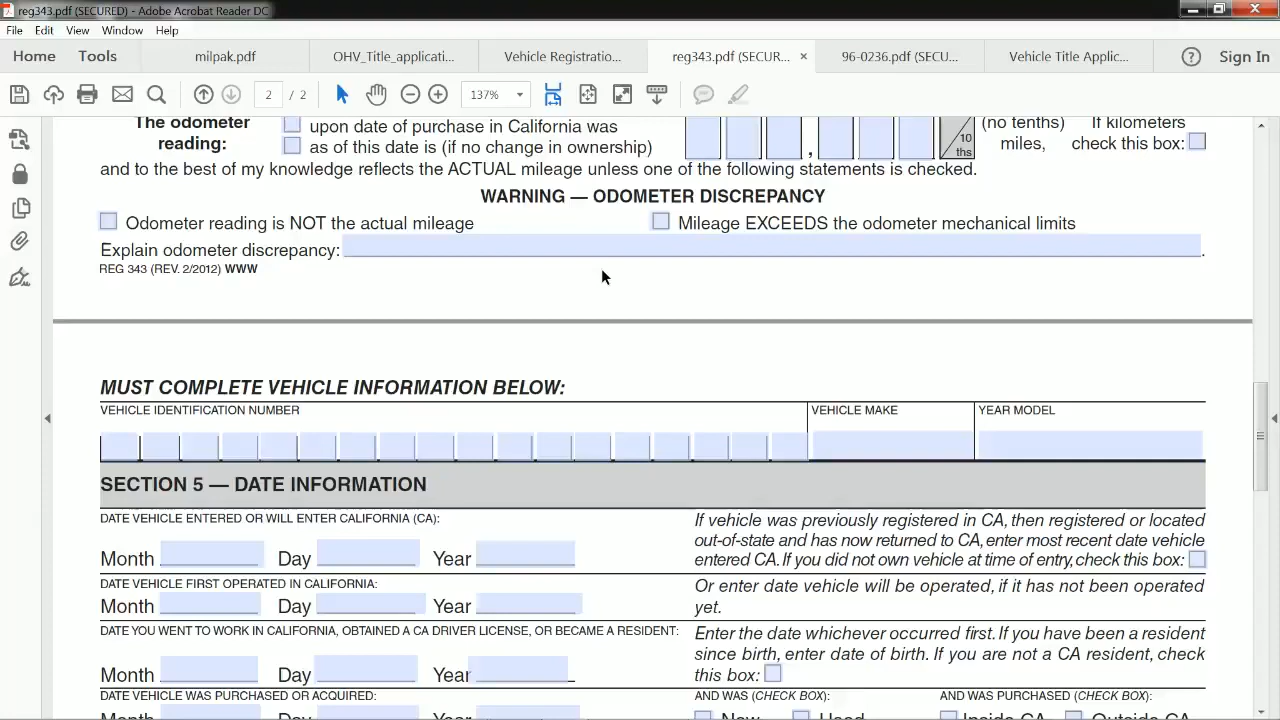 reg343.pdf (SECURED) - Adobe Acrobat Reader DC
File Edit View Window Help
Home Tools milpak.pdf OHV_Title_applicati... Vehicle Registratio... reg343.pdf (SECUR... × 96-0236.pdf (SECU... Vehicle Title Applic... ? Sign In
2 / 2 137%
The odometer upon date of purchase in California was (no tenths) If kilometers
reading: as of this date is (if no change in ownership) , 10 ths miles, check this box:
and to the best of my knowledge reflects the ACTUAL mileage unless one of the following statements is checked.
WARNING — ODOMETER DISCREPANCY
Odometer reading is NOT the actual mileage Mileage EXCEEDS the odometer mechanical limits
Explain odometer discrepancy: .
REG 343 (REV. 2/2012) WWW
MUST COMPLETE VEHICLE INFORMATION BELOW:
VEHICLE IDENTIFICATION NUMBER VEHICLE MAKE YEAR MODEL
SECTION 5 — DATE INFORMATION
DATE VEHICLE ENTERED OR WILL ENTER CALIFORNIA (CA): If vehicle was previously registered in CA, then registered or located
out-of-state and has now returned to CA, enter most recent date vehicle
Month Day Year entered CA. If you did not own vehicle at time of entry, check this box:
DATE VEHICLE FIRST OPERATED IN CALIFORNIA: Or enter date vehicle will be operated, if it has not been operated
Month Day Year yet.
DATE YOU WENT TO WORK IN CALIFORNIA, OBTAINED A CA DRIVER LICENSE, OR BECAME A RESIDENT: Enter the date whichever occurred first. If you have been a resident
since birth, enter date of birth. If you are not a CA resident, check
Month Day Year this box:
DATE VEHICLE WAS PURCHASED OR ACQUIRED: AND WAS (CHECK BOX): AND WAS PURCHASED (CHECK BOX):
Month Day Year New Used Inside CA Outside CA